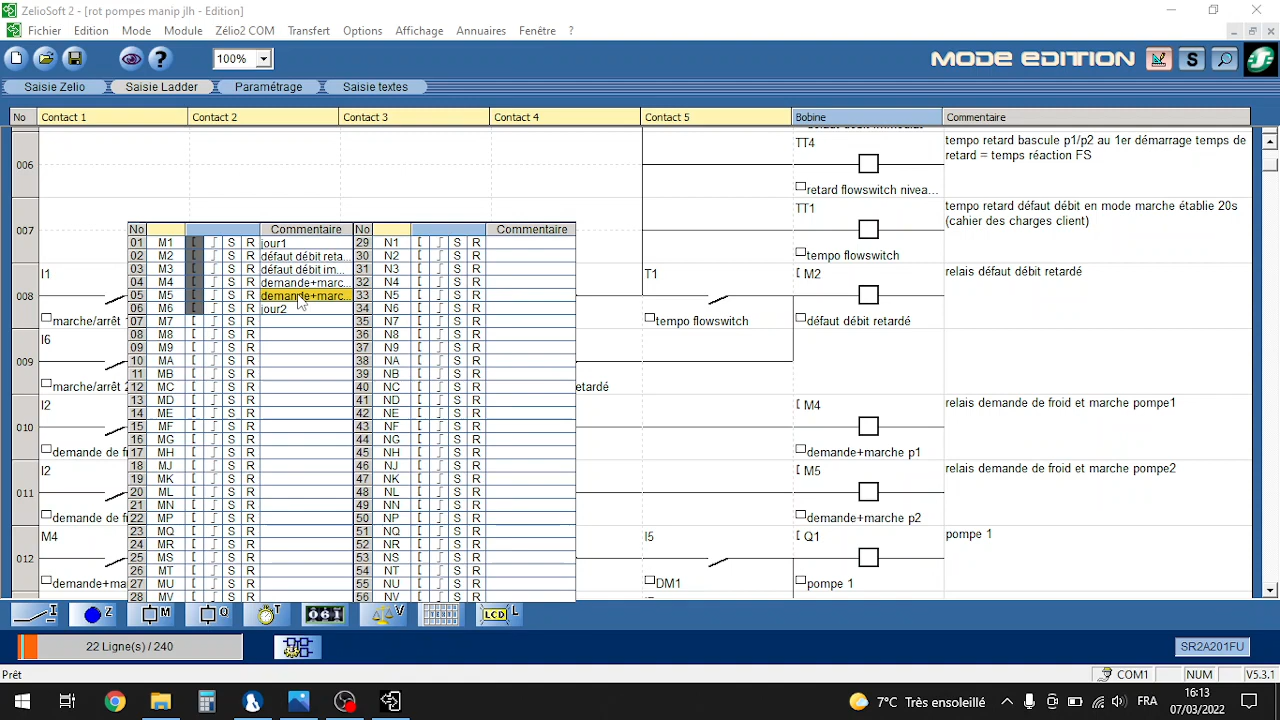 ZelioSoft 2 - [rot pompes manip jlh - Edition]
Fichier Edition Mode Module Zélio2 COM Transfert Options Affichage Annuaires Fenêtre ?
100% MODE EDITION S
Saisie Zelio Saisie Ladder Paramétrage Saisie textes
No Contact 1 Contact 2 Contact 3 Contact 4 Contact 5 Bobine Commentaire
006 TT4 tempo retard bascule p1/p2 au 1er démarrage temps de
retard = temps réaction FS
retard flowswitch nivea...
007 TT1 tempo retard défaut débit en mode marche établie 20s
(cahier des charges client)
tempo flowswitch
008 I1 T1 [ M2 relais défaut débit retardé
marche/arrêt tempo flowswitch défaut débit retardé
009 I6
marche/arrêt 2 etardé
010 I2 [ M4 relais demande de froid et marche pompe1
demande de fr demande+marche p1
011 I2 [ M5 relais demande de froid et marche pompe2
demande de fr demande+marche p2
012 M4 I5 [ Q1 pompe 1
demande+ma DM1 pompe 1
No Commentaire No Commentaire
01 M1 [ S R jour1 29 N1 [ S R
02 M2 [ S R défaut débit reta... 30 N2 [ S R
03 M3 [ S R défaut débit im... 31 N3 [ S R
04 M4 [ S R demande+marc... 32 N4 [ S R
05 M5 [ S R demande+marc... 33 N5 [ S R
06 M6 [ S R jour2 34 N6 [ S R
07 M7 [ S R 35 N7 [ S R
08 M8 [ S R 36 N8 [ S R
09 M9 [ S R 37 N9 [ S R
10 MA [ S R 38 NA [ S R
11 MB [ S R 39 NB [ S R
12 MC [ S R 40 NC [ S R
13 MD [ S R 41 ND [ S R
14 ME [ S R 42 NE [ S R
15 MF [ S R 43 NF [ S R
16 MG [ S R 44 NG [ S R
17 MH [ S R 45 NH [ S R
18 MJ [ S R 46 NJ [ S R
19 MK [ S R 47 NK [ S R
20 ML [ S R 48 NL [ S R
21 MN [ S R 49 NN [ S R
22 MP [ S R 50 NP [ S R
23 MQ [ S R 51 NQ [ S R
24 MR [ S R 52 NR [ S R
25 MS [ S R 53 NS [ S R
26 MT [ S R 54 NT [ S R
27 MU [ S R 55 NU [ S R
28 MV [ S R 56 NV [ S R
I Z M Q T V TEXTE LCD L
22 Ligne(s) / 240 SR2A201FU
Prêt COM1 NUM V5.3.1
7°C Très ensoleillé FRA 16:13
07/03/2022